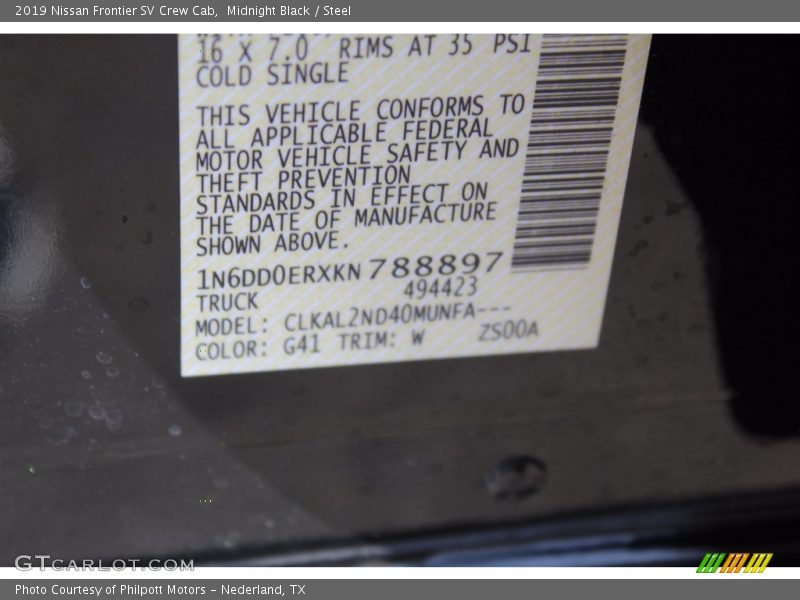 2019 Nissan Frontier SV Crew Cab,  Midnight Black / Steel
16 X 7.0 RIMS AT 35 PSI
COLD SINGLE
THIS VEHICLE CONFORMS TO
ALL APPLICABLE FEDERAL
MOTOR VEHICLE SAFETY AND
THEFT PREVENTION
STANDARDS IN EFFECT ON
THE DATE OF MANUFACTURE
SHOWN ABOVE.
1N6DD0ERXKN 788897
TRUCK 494423
MODEL: CLKAL2ND40MUNFA---
COLOR: G41 TRIM: W ZS00A
GTCARLOT.COM
Photo Courtesy of Philpott Motors - Nederland, TX